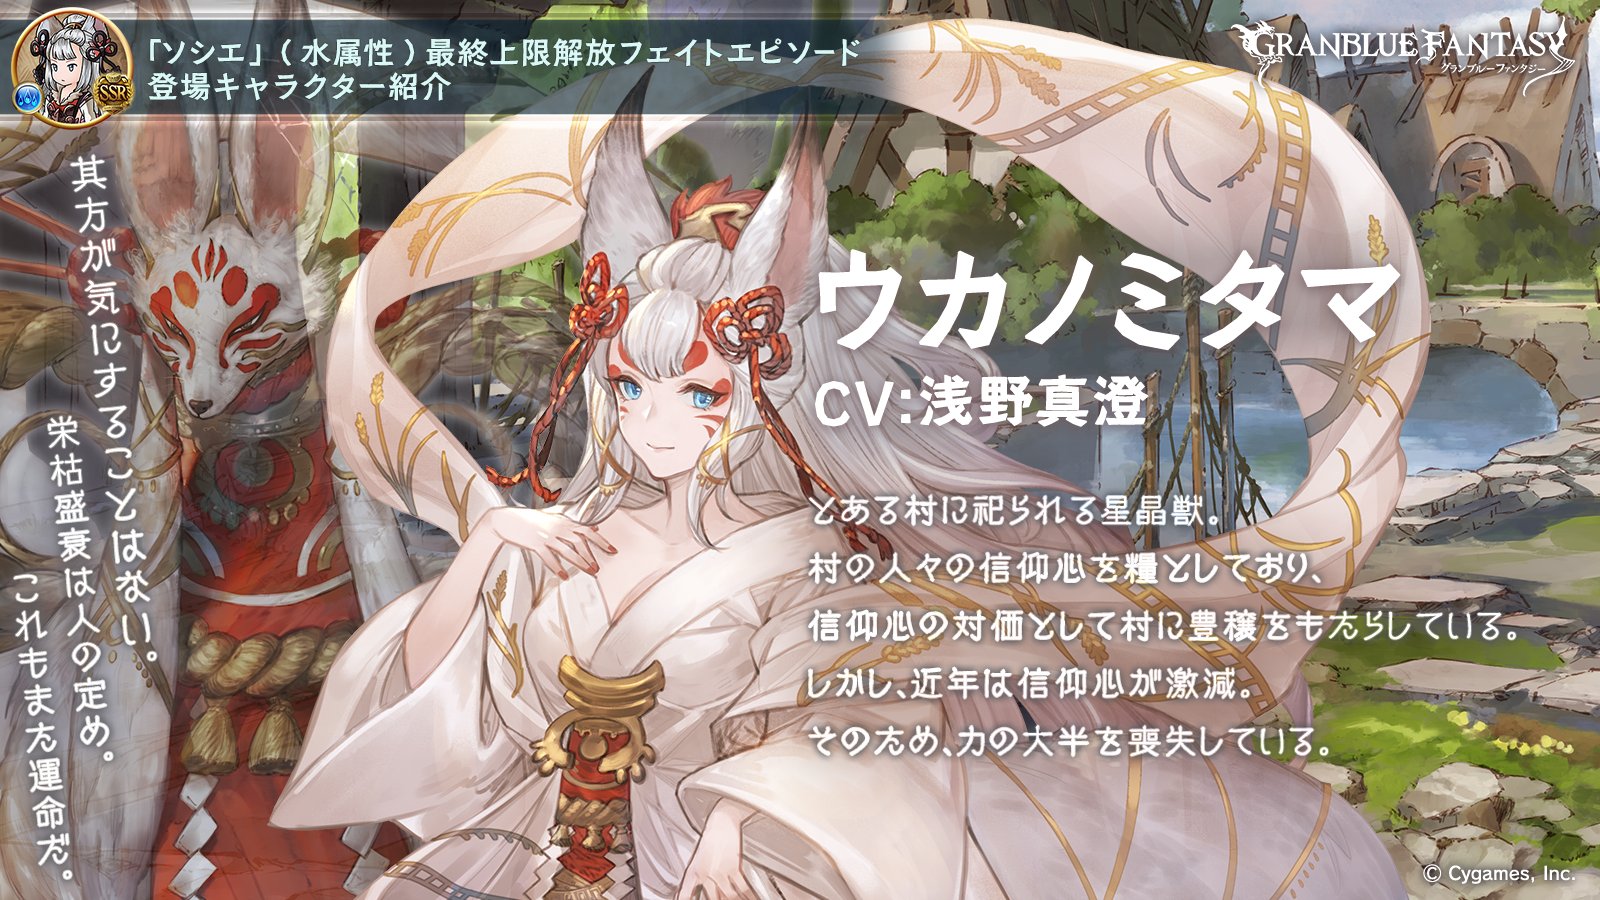 「ソシエ」(水属性)最終上限解放フェイトエピソード
登場キャラクター紹介
SSR
GRANBLUE FANTASY
グランブルーファンタジー
其方が気にすることはない。
栄枯盛衰は人の定め。
これもまた運命だ。
ウカノミタマ
CV:浅野真澄
とある村に祀られる星晶獣。
村の人々の信仰心を糧としており、
信仰心の対価として村に豊穣をもたらしている。
しかし、近年は信仰心が激減。
そのため、力の大半を喪失している。
© Cygames, Inc.